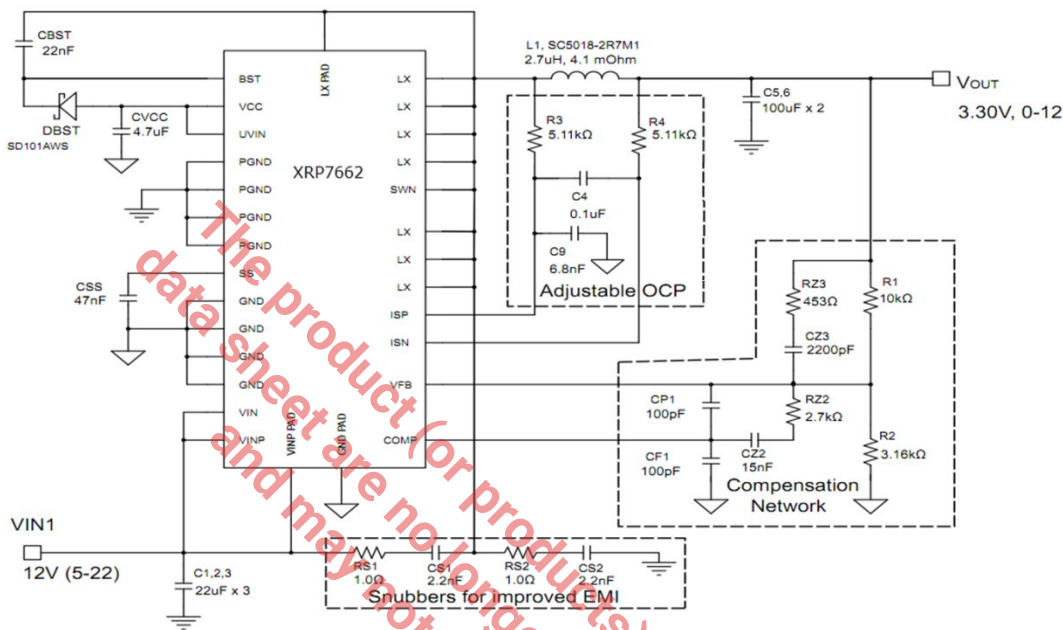 CBST
22nF
DBST
SD101AWS
CVCC
4.7uF
BST
VCC
UVIN
PGND
PGND
PGND
PGND
SS
GND
GND
GND
GND
VIN
VINP
LX PAD
XRP7662
VINP PAD
GND PAD
LX
LX
LX
LX
SWN
LX
LX
LX
ISP
ISN
VFB
COMP
CSS
47nF
L1, SC5018-2R7M1
2.7uH, 4.1 mOhm
R3
5.11kΩ
R4
5.11kΩ
C4
0.1uF
C9
6.8nF
Adjustable OCP
C5,6
100uF x 2
VOUT
3.30V, 0-12
RZ3
453Ω
R1
10kΩ
CZ3
2200pF
CP1
100pF
RZ2
2.7kΩ
CF1
100pF
CZ2
15nF
R2
3.16kΩ
Compensation
Network
VIN1
12V (5-22)
C1,2,3
22uF x 3
RS1
1.0Ω
CS1
2.2nF
RS2
1.0Ω
CS2
2.2nF
Snubbers for improved EMI
The product (or products)
data sheet are no longe
and may not